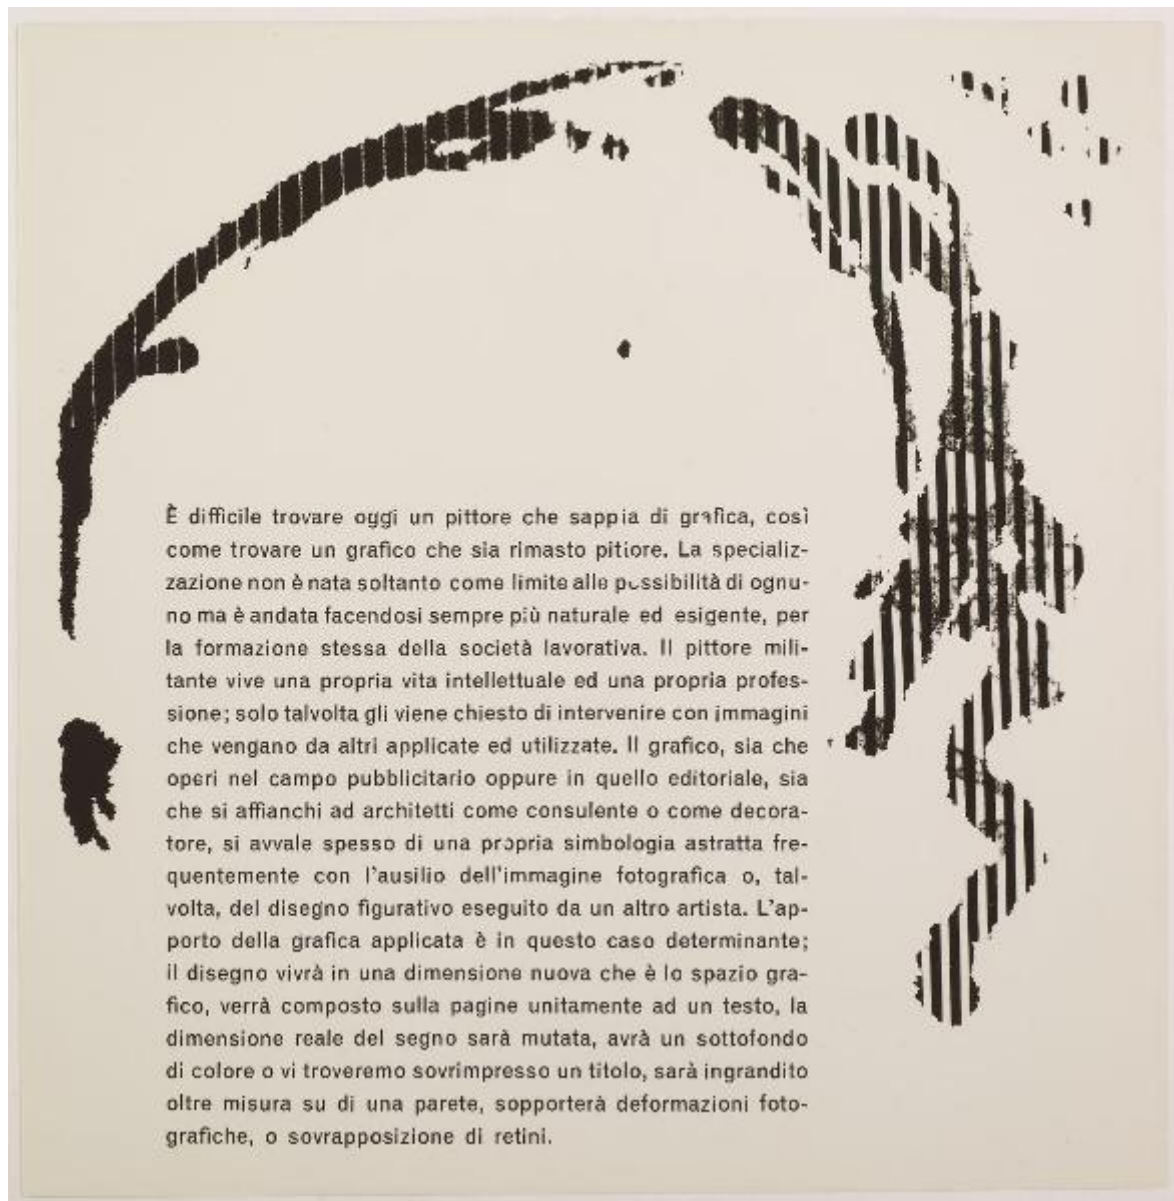 È difficile trovare oggi un pittore che sappia di grafica, così
come trovare un grafico che sia rimasto pittore. La specializ-
zazione non è nata soltanto come limite alle possibilità di ognu-
no ma è andata facendosi sempre più naturale ed esigente, per
la formazione stessa della società lavorativa. Il pittore mili-
tante vive una propria vita intellettuale ed una propria profes-
sione; solo talvolta gli viene chiesto di intervenire con immagini
che vengano da altri applicate ed utilizzate. Il grafico, sia che
operi nel campo pubblicitario oppure in quello editoriale, sia
che si affianchi ad architetti come consulente o come decora-
tore, si avvale spesso di una propria simbologia astratta fre-
quentemente con l'ausilio dell'immagine fotografica o, tal-
volta, del disegno figurativo eseguito da un altro artista. L'ap-
porto della grafica applicata è in questo caso determinante;
il disegno vivrà in una dimensione nuova che è lo spazio gra-
fico, verrà composto sulla pagine unitamente ad un testo, la
dimensione reale del segno sarà mutata, avrà un sottofondo
di colore o vi troveremo sovrimpresso un titolo, sarà ingrandito
oltre misura su di una parete, sopporterà deformazioni foto-
grafiche, o sovrapposizione di retini.